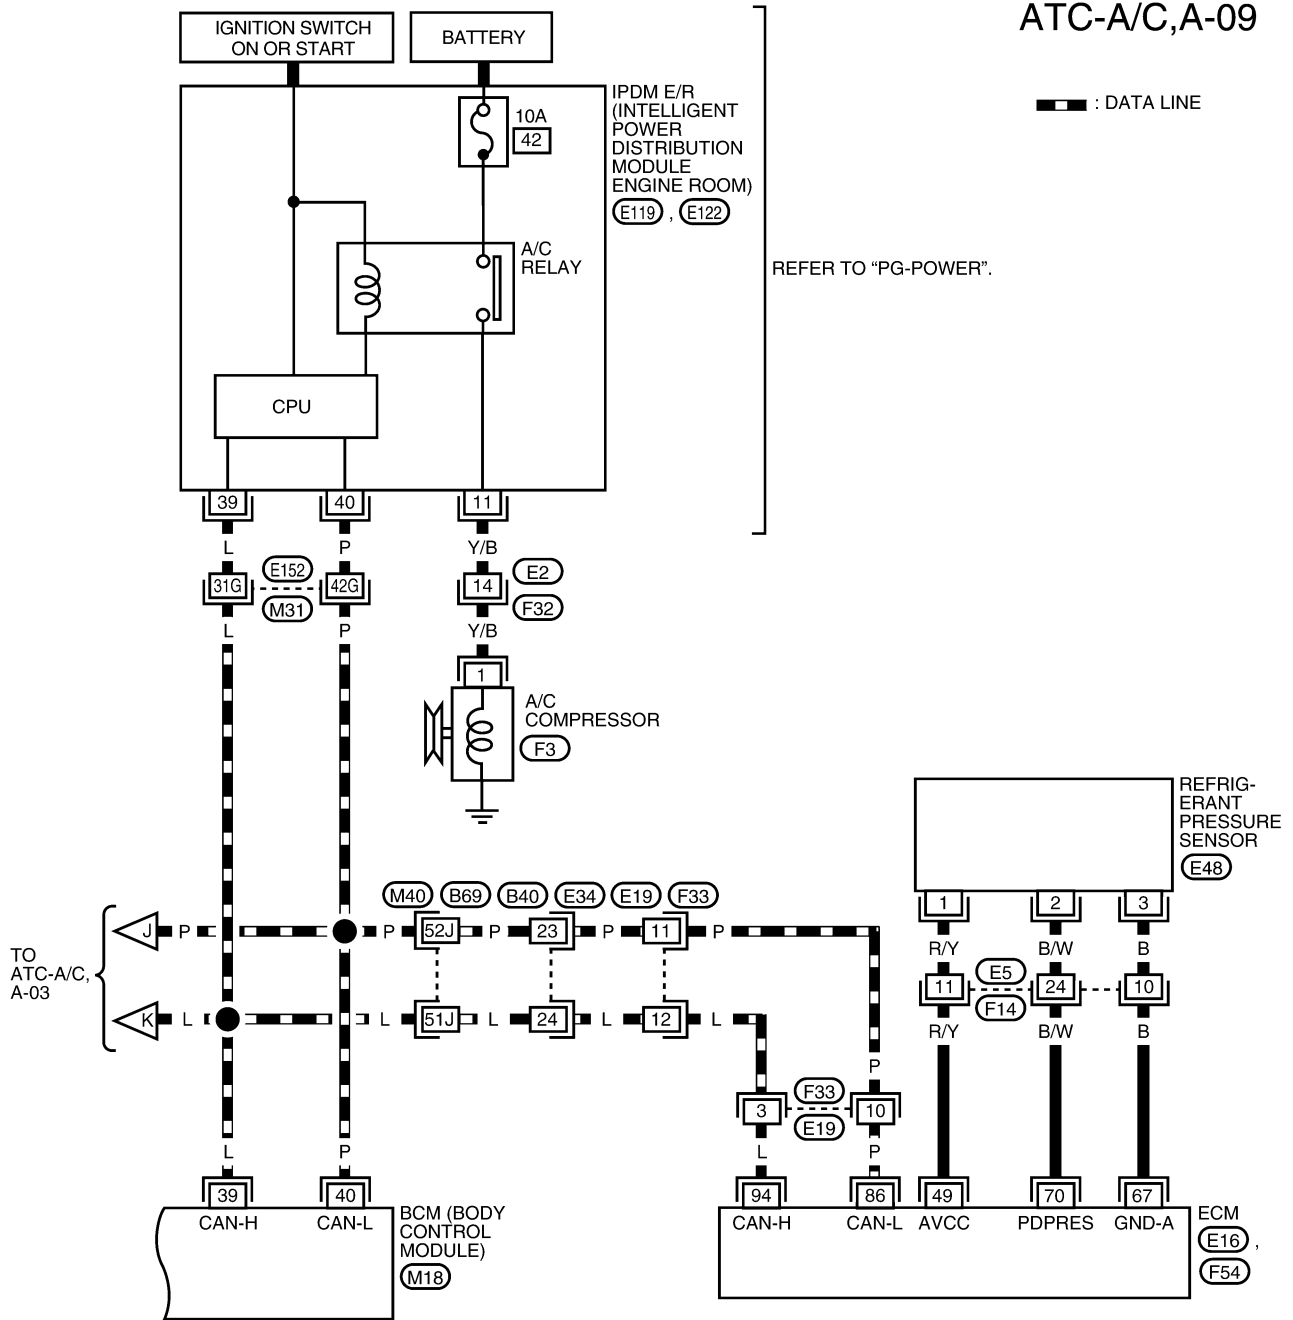 ATC-A/C,A-09
: DATA LINE
IGNITION SWITCH
ON OR START
BATTERY
10A
42
IPDM E/R
(INTELLIGENT
POWER
DISTRIBUTION
MODULE
ENGINE ROOM)
E119 , E122
A/C
RELAY
REFER TO “PG-POWER”.
CPU
39 40 11
L P Y/B
31G E152 42G 14 E2
M31 F32
L P Y/B
1
A/C
COMPRESSOR
F3
REFRIG-
ERANT
PRESSURE
SENSOR
E48
1 2 3
R/Y B/W B
11 E5 24 10
F14
R/Y B/W B
M40 B69 B40 E34 E19 F33
J P P 52J P 23 P 11 P
TO
ATC-A/C,
A-03
K L L 51J L 24 L 12 L
P
3 F33 10
E19
L P L P
39 40 94 86 49 70 67
CAN-H CAN-L CAN-H CAN-L AVCC PDPRES GND-A
BCM (BODY
CONTROL
MODULE)
M18
ECM
E16 ,
F54